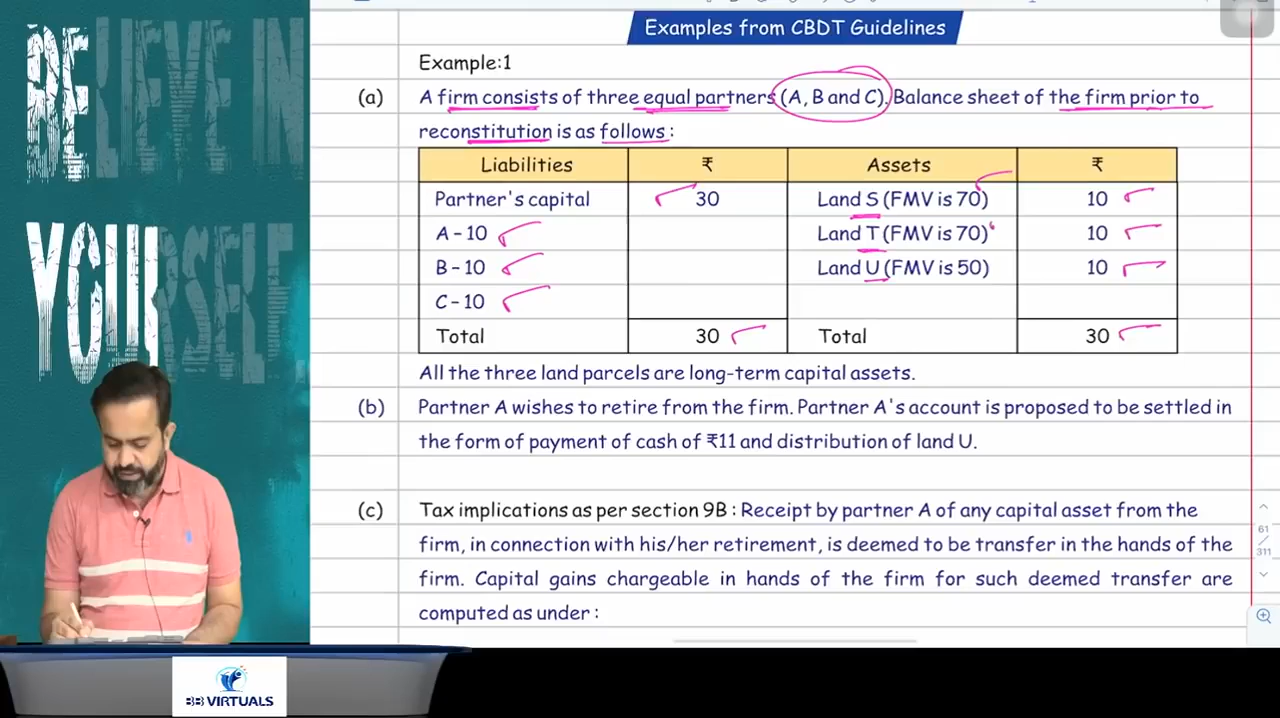 BELIEVE IN
YOURSELF
Examples from CBDT Guidelines
Example:1
(a) A firm consists of three equal partners (A, B and C). Balance sheet of the firm prior to
reconstitution is as follows :
Liabilities ₹ Assets ₹
Partner's capital 30 Land S (FMV is 70) 10
A – 10 Land T (FMV is 70) 10
B – 10 Land U (FMV is 50) 10
C – 10
Total 30 Total 30
All the three land parcels are long-term capital assets.
(b) Partner A wishes to retire from the firm. Partner A's account is proposed to be settled in
the form of payment of cash of ₹11 and distribution of land U.
(c) Tax implications as per section 9B : Receipt by partner A of any capital asset from the
firm, in connection with his/her retirement, is deemed to be transfer in the hands of the
firm. Capital gains chargeable in hands of the firm for such deemed transfer are
computed as under :
61
/
311
BB VIRTUALS